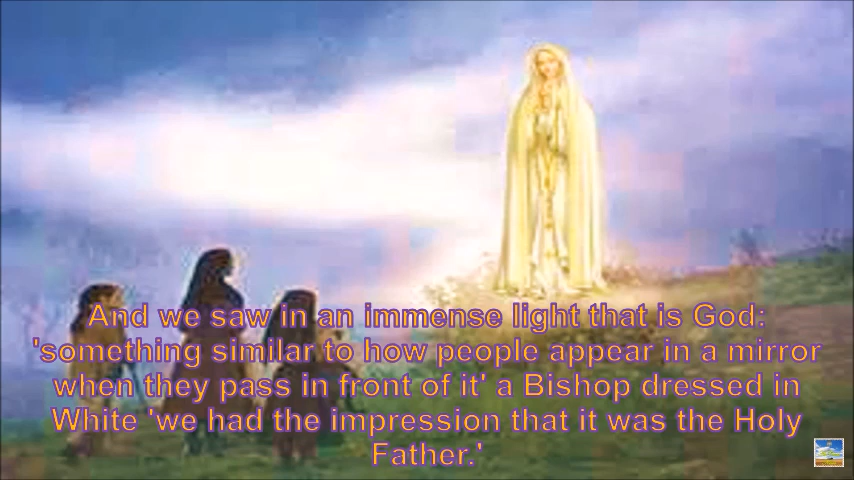 And we saw in an immense light that is God:
'something similar to how people appear in a mirror
when they pass in front of it' a Bishop dressed in
White 'we had the impression that it was the Holy
Father.'